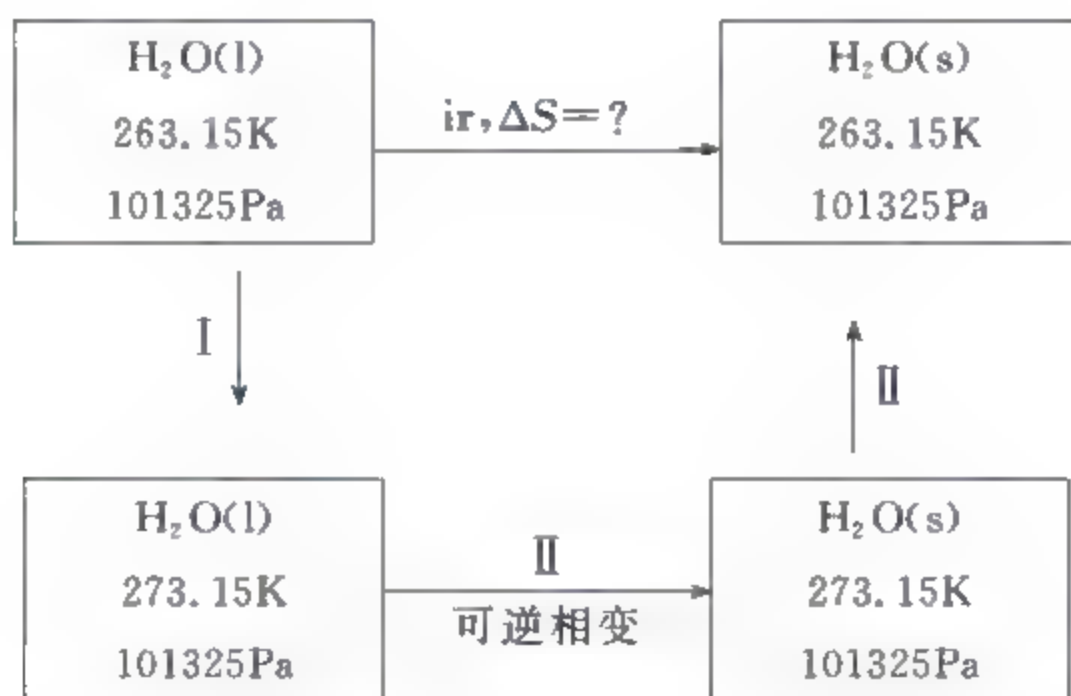 H₂O(l)
263.15K
101325Pa
ir,ΔS=?
H₂O(s)
263.15K
101325Pa
Ⅰ
Ⅱ
H₂O(l)
273.15K
101325Pa
Ⅱ
可逆相变
H₂O(s)
273.15K
101325Pa